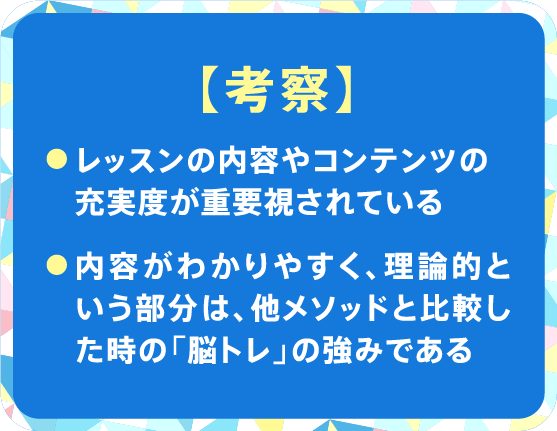 【考察】
●レッスンの内容やコンテンツの
充実度が重要視されている
●内容がわかりやすく、理論的と
いう部分は、他メソッドと比較し
た時の「脳トレ」の強みである